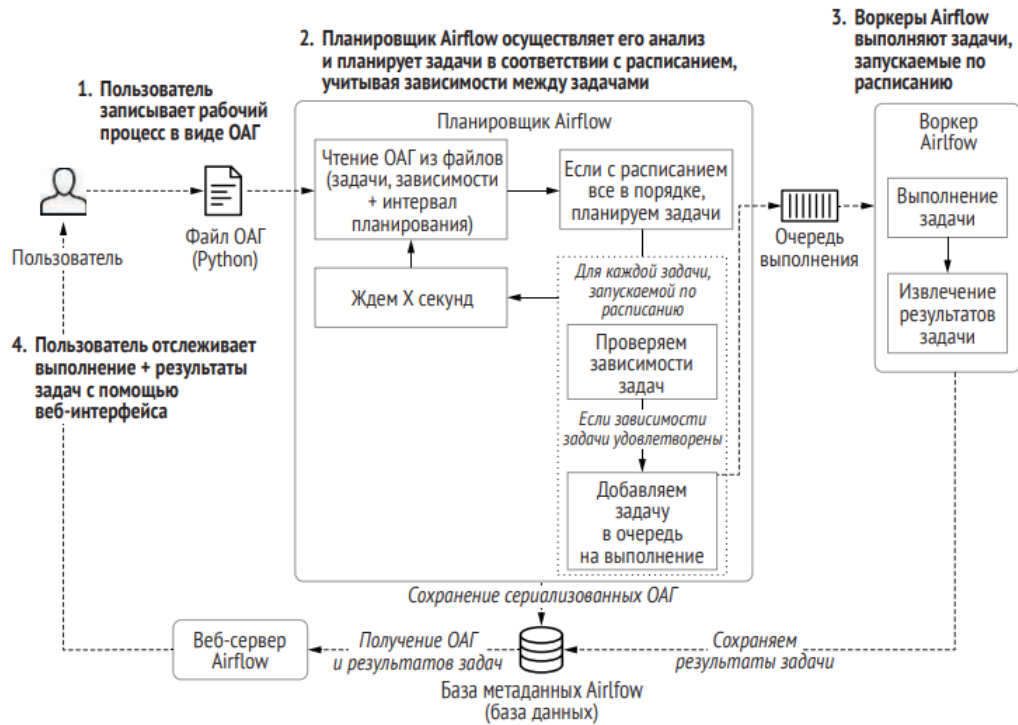 3. Воркеры Airflow
выполняют задачи,
запускаемые по
расписанию
2. Планировщик Airflow осуществляет его анализ
и планирует задачи в соответствии с расписанием,
учитывая зависимости между задачами
1. Пользователь
записывает рабочий
процесс в виде ОАГ
Планировщик Airflow
Воркер
Airlfow
Чтение ОАГ из файлов
(задачи, зависимости
+ интервал
планирования)
Если с расписанием
все в порядке,
планируем задачи
Выполнение
задачи
Пользователь
Файл ОАГ
(Python)
Очередь
выполнения
Ждем X секунд
Для каждой задачи,
запускаемой по
расписанию
Извлечение
результатов
задачи
4. Пользователь отслеживает
выполнение + результаты
задач с помощью
веб-интерфейса
Проверяем
зависимости
задач
Если зависимости
задачи удовлетворены
Добавляем
задачу
в очередь
на выполнение
Сохранение сериализованных ОАГ
Веб-сервер
Airflow
Получение ОАГ
и результатов задач
Сохраняем
результаты задачи
База метаданных Airlfow
(база данных)